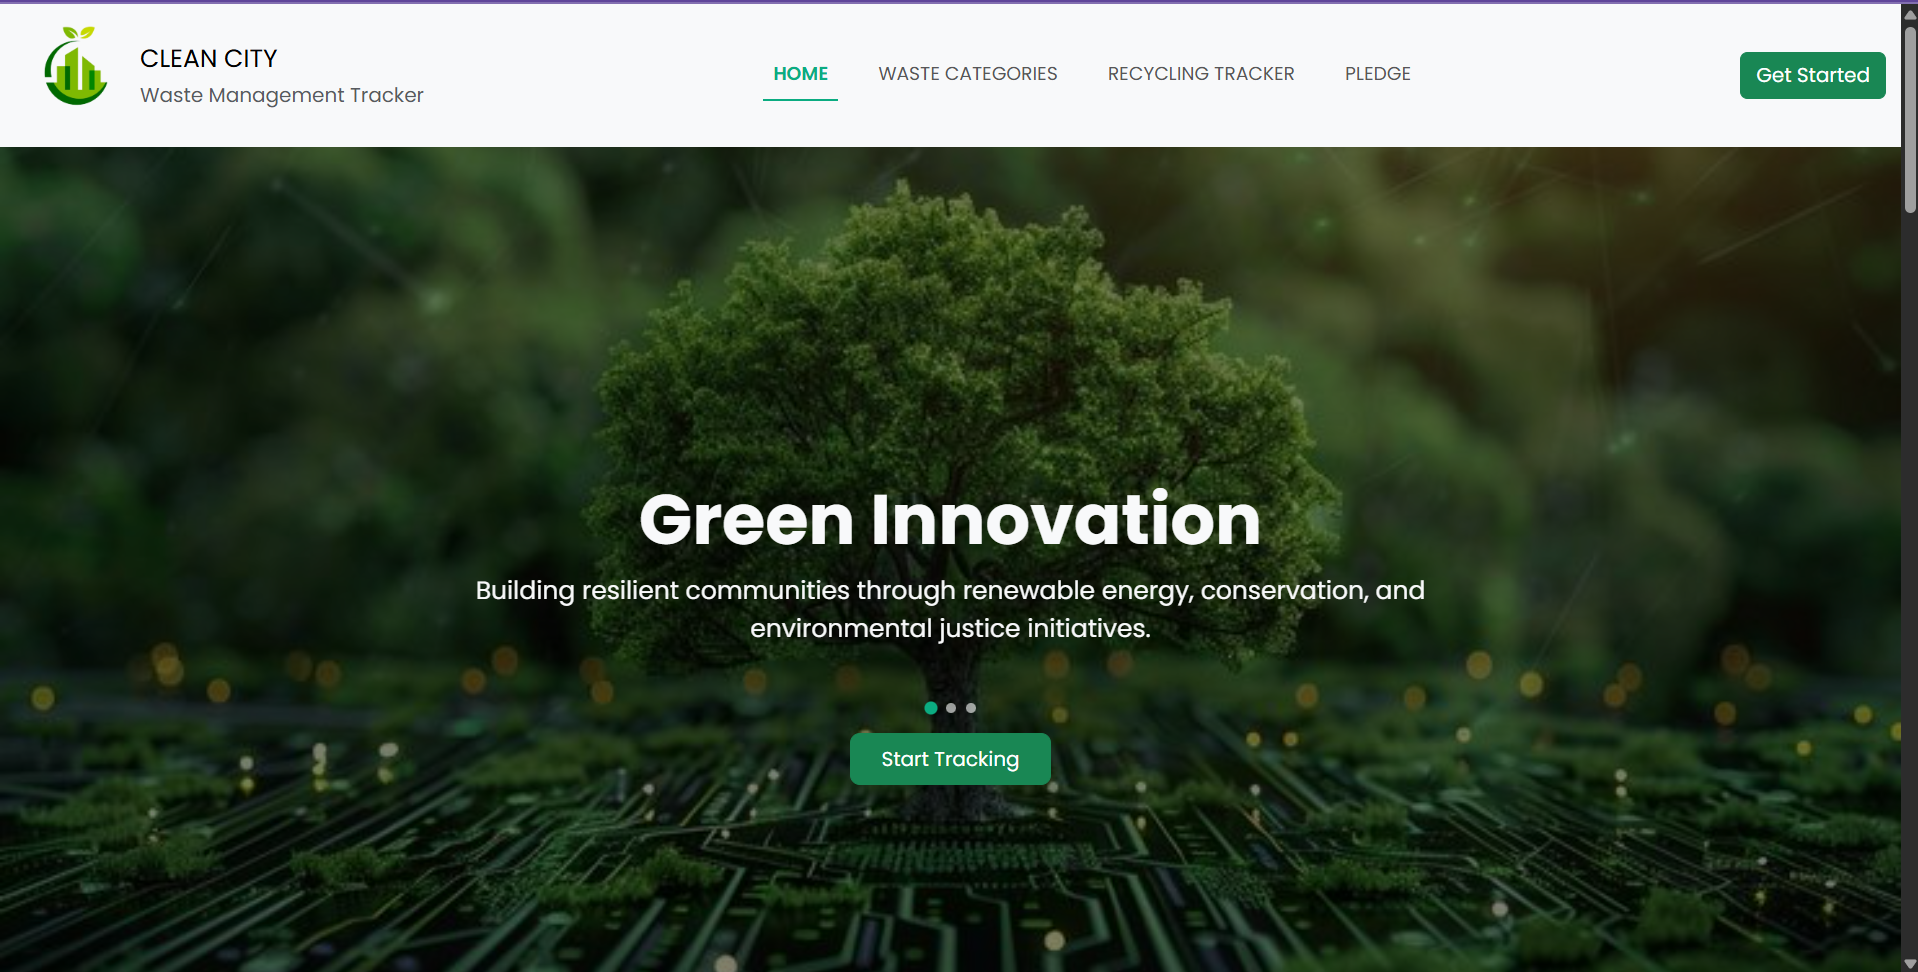 CLEAN CITY
Waste Management Tracker
HOME
WASTE CATEGORIES
RECYCLING TRACKER
PLEDGE
Get Started
Green Innovation
Building resilient communities through renewable energy, conservation, and
environmental justice initiatives.
Start Tracking